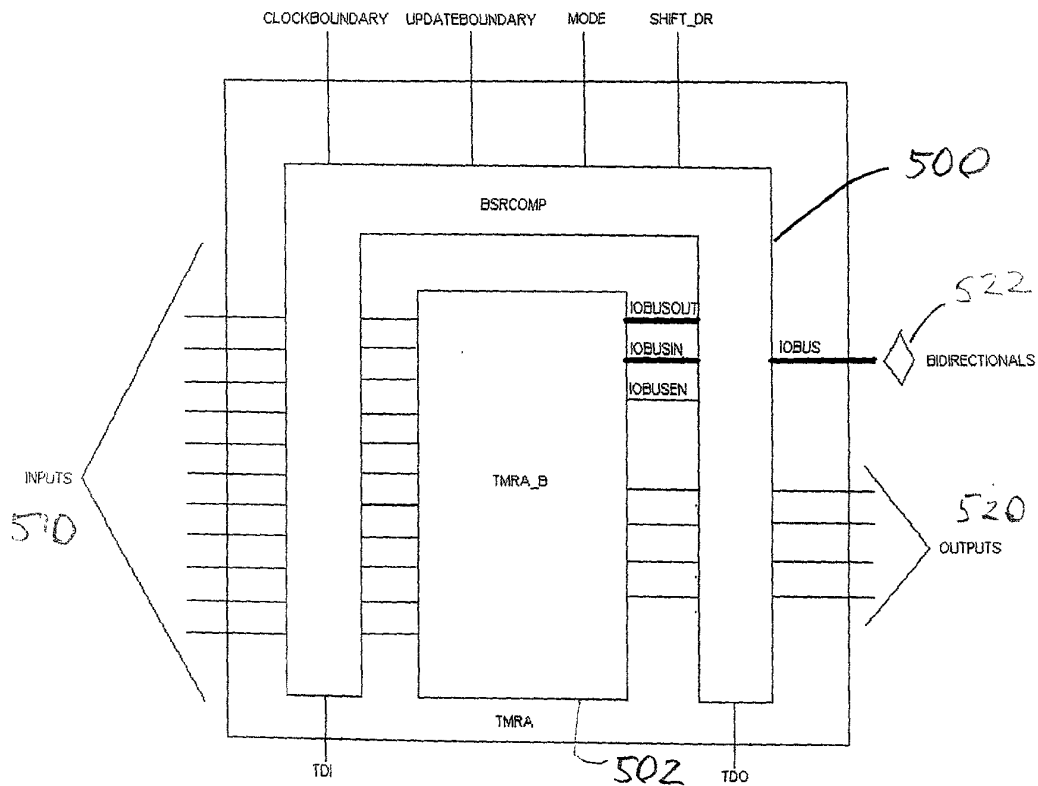 CLOCKBOUNDARY UPDATEBOUNDARY MODE SHIFT_DR
500
BSRCOMP
522
IOBUSOUT
IOBUSIN
IOBUS
BIDIRECTIONALS
IOBUSEN
INPUTS
510
TMRA_B
520
OUTPUTS
TMRA
502
TDI
TDO